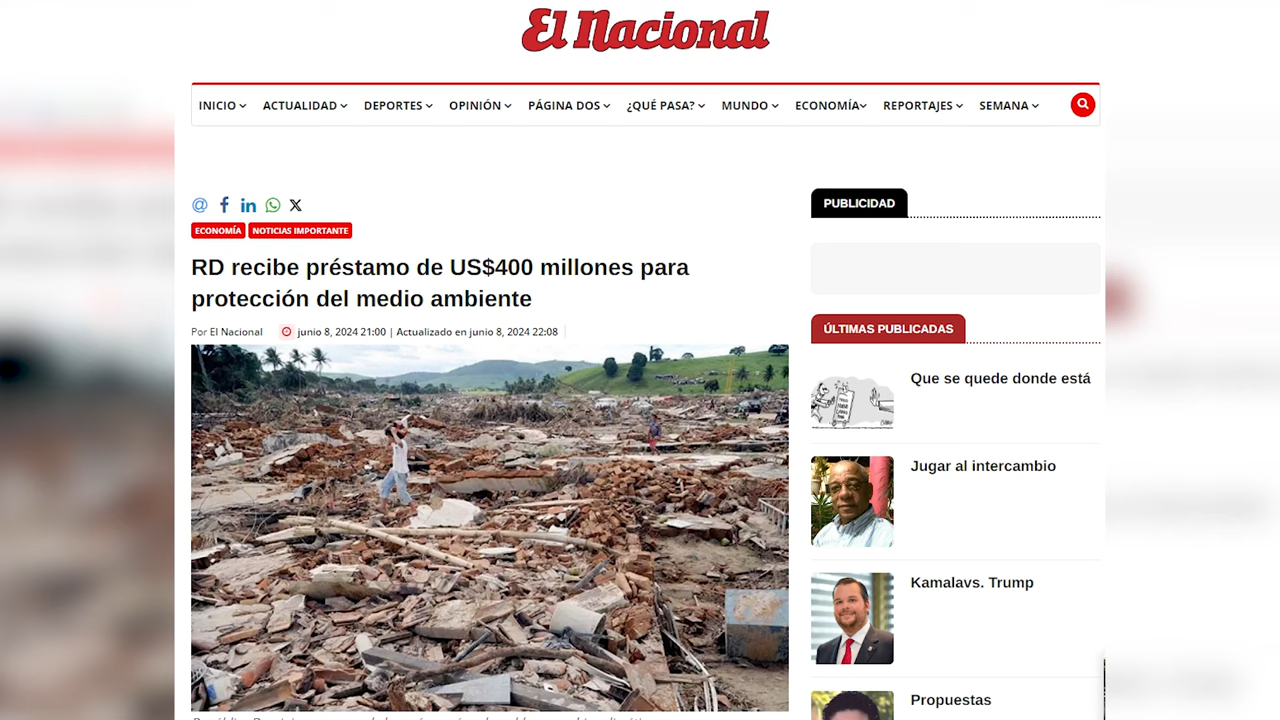 El Nacional
INICIO ACTUALIDAD DEPORTES OPINIÓN PÁGINA DOS ¿QUÉ PASA? MUNDO ECONOMÍA REPORTAJES SEMANA
ECONOMÍA NOTICIAS IMPORTANTE
RD recibe préstamo de US$400 millones para
protección del medio ambiente
Por El Nacional junio 8, 2024 21:00 | Actualizado en junio 8, 2024 22:08
PUBLICIDAD
ÚLTIMAS PUBLICADAS
Que se quede donde está
Jugar al intercambio
Kamalavs. Trump
Propuestas